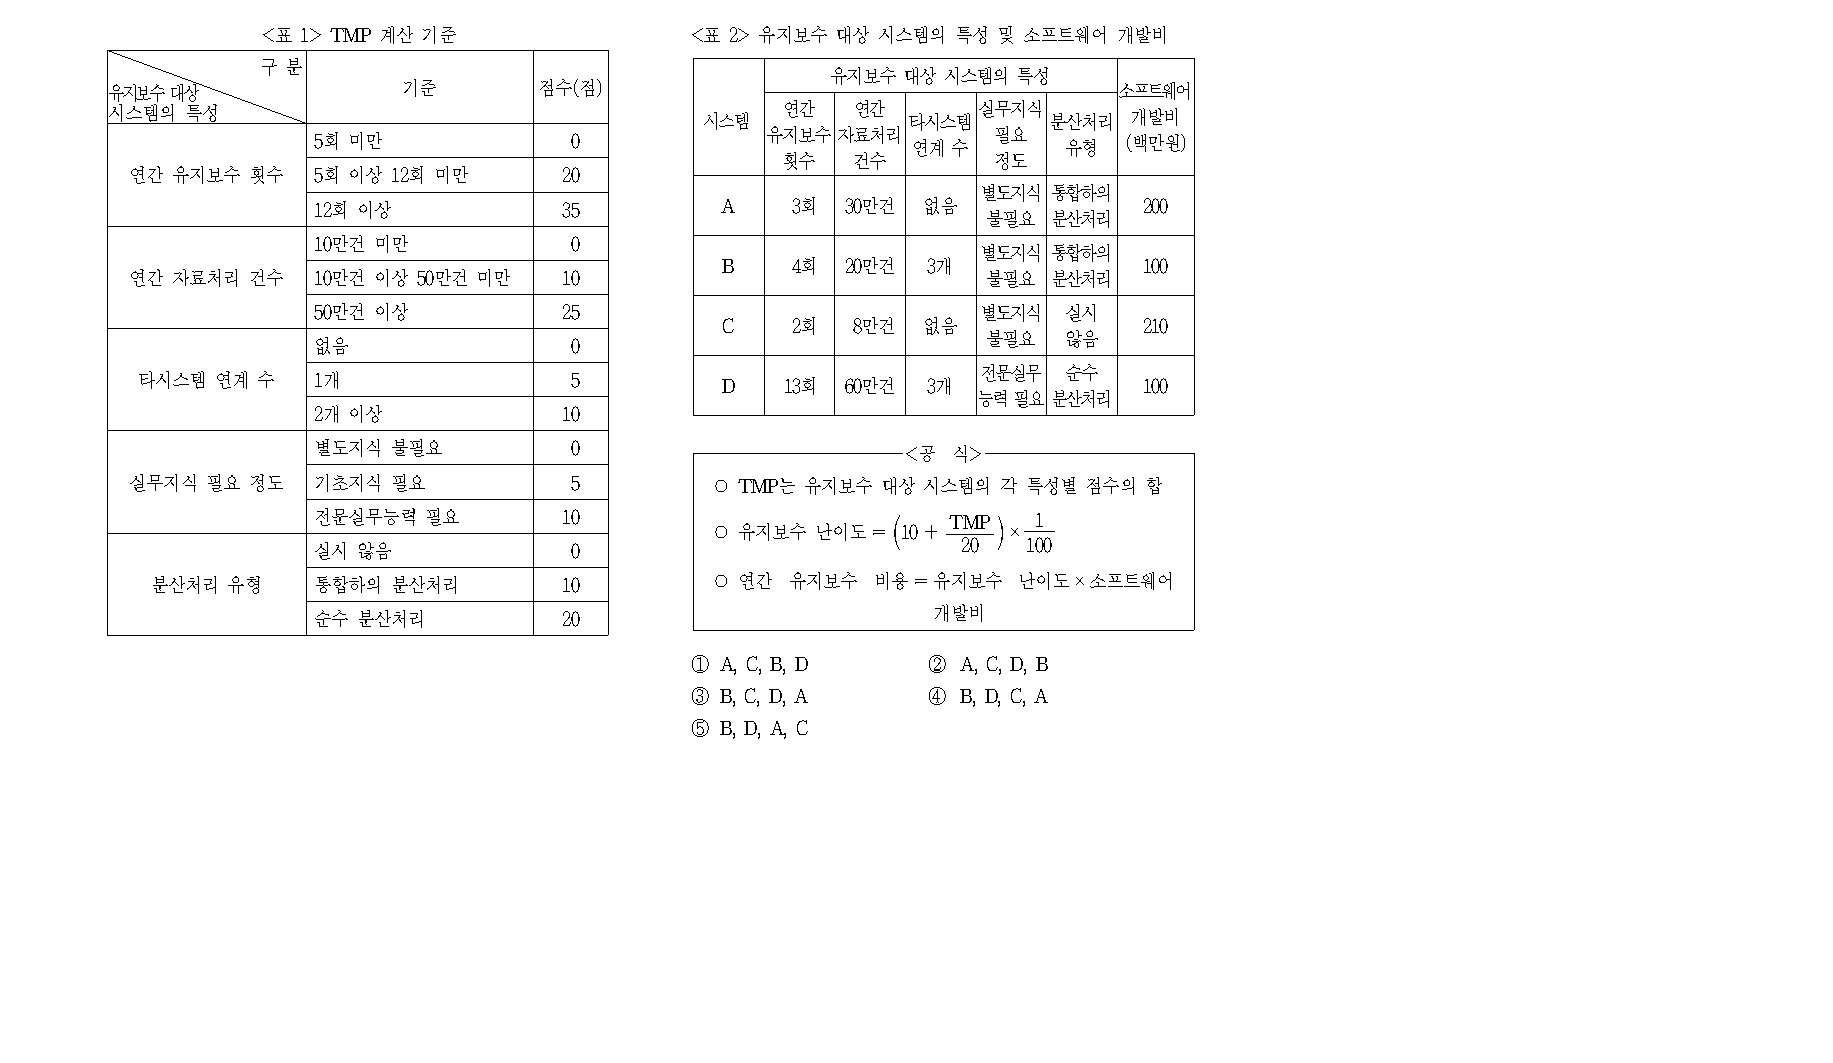 <표 1> TMP 계산 기준
구 분
유지보수 대상
시스템의 특성
기준
점수(점)
연간 유지보수 횟수
5회 미만 0
5회 이상 12회 미만 20
12회 이상 35
연간 자료처리 건수
10만건 미만 0
10만건 이상 50만건 미만 10
50만건 이상 25
타시스템 연계 수
없음 0
1개 5
2개 이상 10
실무지식 필요 정도
별도지식 불필요 0
기초지식 필요 5
전문실무능력 필요 10
분산처리 유형
실시 않음 0
통합하의 분산처리 10
순수 분산처리 20
<표 2> 유지보수 대상 시스템의 특성 및 소프트웨어 개발비
시스템
유지보수 대상 시스템의 특성
연간
유지보수
횟수
연간
자료처리
건수
타시스템
연계 수
실무지식
필요
정도
분산처리
유형
소프트웨어
개발비
(백만원)
A 3회 30만건 없음 별도지식 불필요 통합하의 분산처리 200
B 4회 20만건 3개 별도지식 불필요 통합하의 분산처리 100
C 2회 8만건 없음 별도지식 불필요 실시 않음 210
D 13회 60만건 3개 전문실무 능력 필요 순수 분산처리 100
<공 식>
○ TMP는 유지보수 대상 시스템의 각 특성별 점수의 합
○ 유지보수 난이도 = (10 + TMP/20) × 1/100
○ 연간 유지보수 비용 = 유지보수 난이도 × 소프트웨어
개발비
① A, C, B, D ② A, C, D, B
③ B, C, D, A ④ B, D, C, A
⑤ B, D, A, C